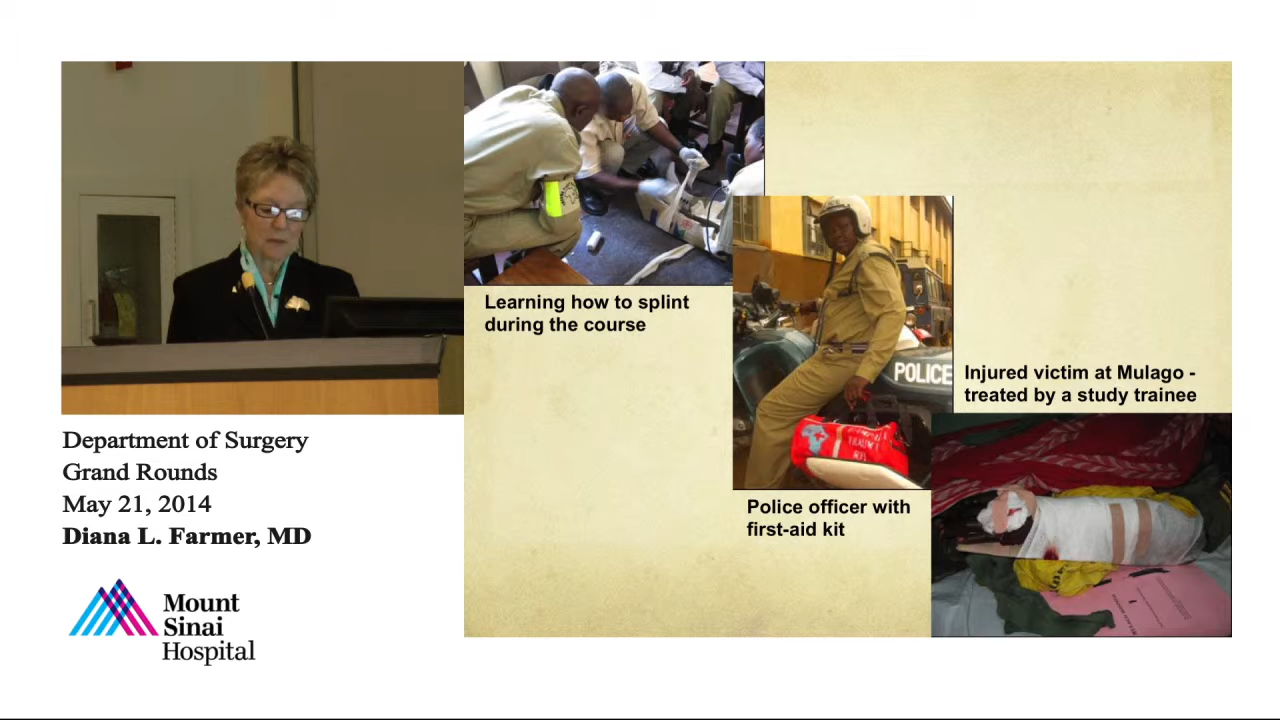 Learning how to splint
during the course
POLICE
Injured victim at Mulago -
treated by a study trainee
Police officer with
first-aid kit
Department of Surgery
Grand Rounds
May 21, 2014
Diana L. Farmer, MD
Mount
Sinai
Hospital